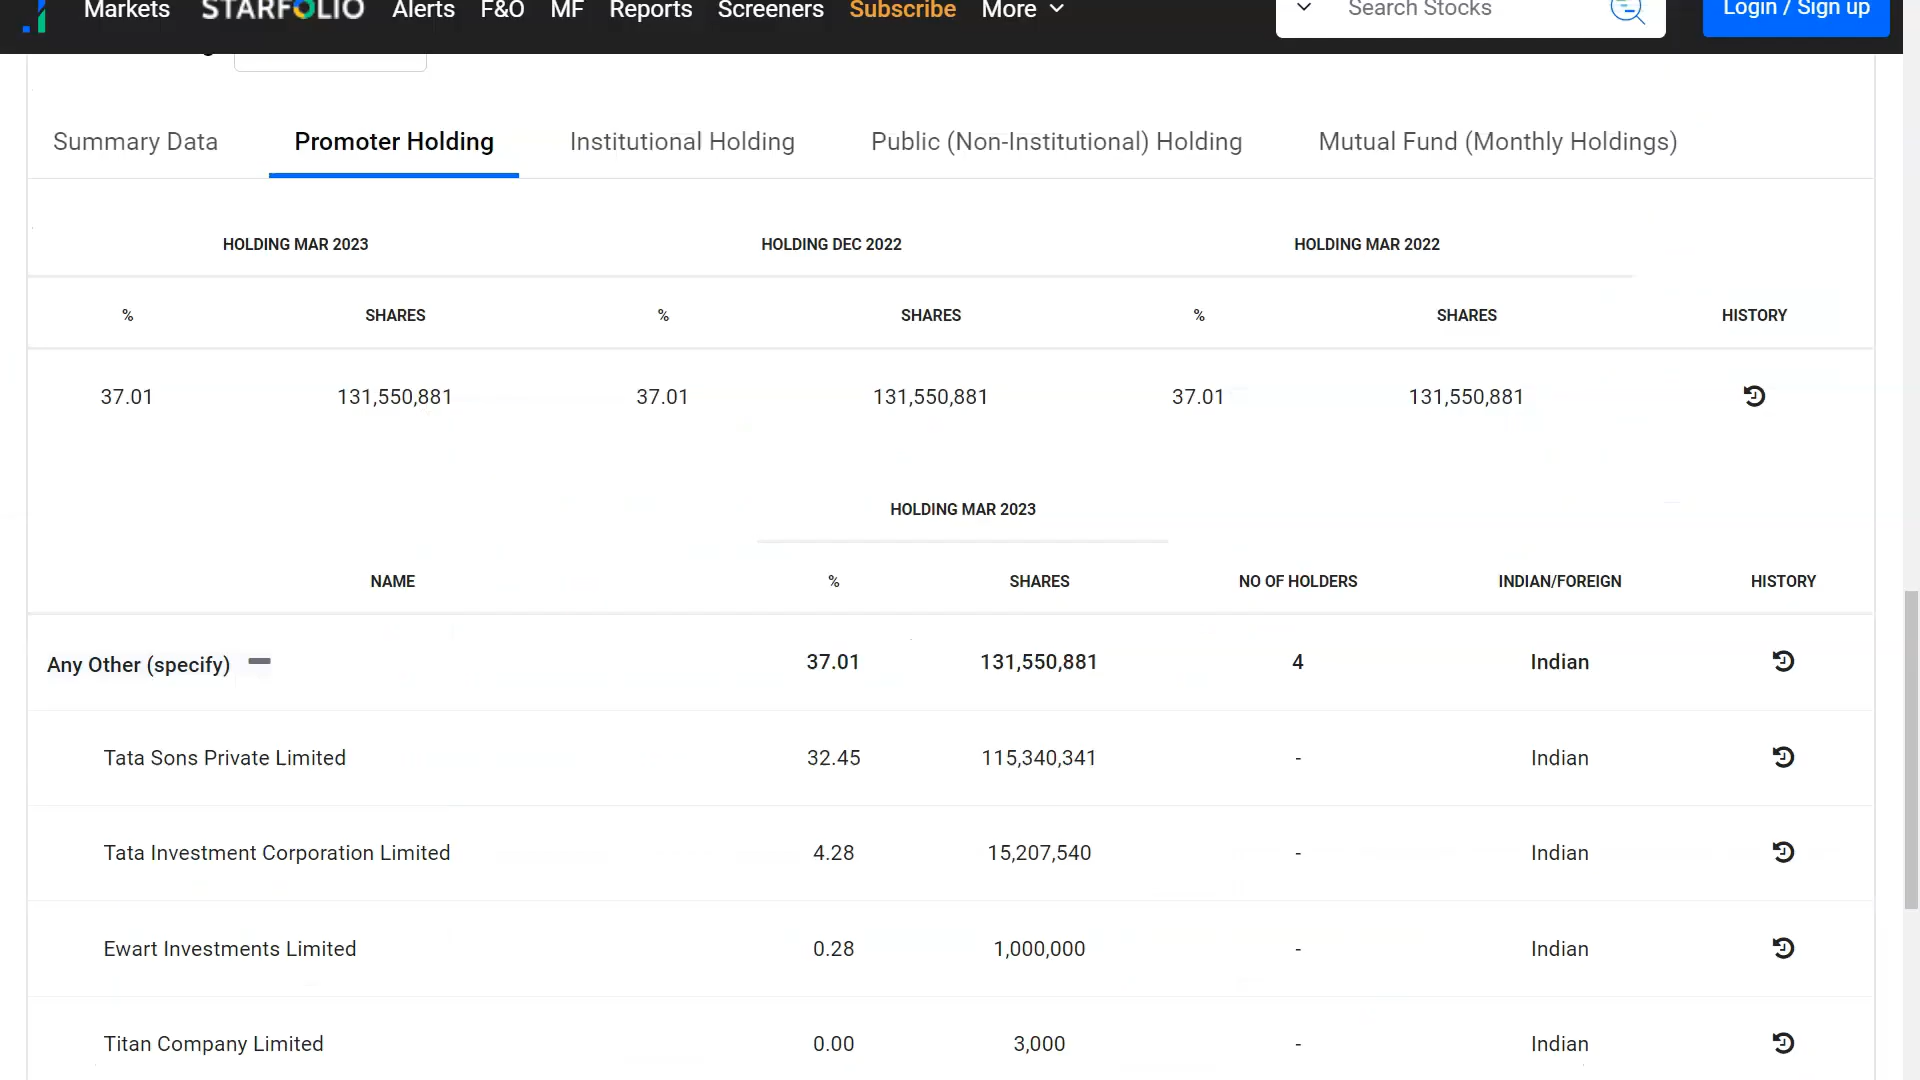 Markets STARFOLIO Alerts F&O MF Reports Screeners Subscribe More Search Stocks Login / Sign up
Summary Data Promoter Holding Institutional Holding Public (Non-Institutional) Holding Mutual Fund (Monthly Holdings)
HOLDING MAR 2023 HOLDING DEC 2022 HOLDING MAR 2022
% SHARES % SHARES % SHARES HISTORY
37.01 131,550,881 37.01 131,550,881 37.01 131,550,881
HOLDING MAR 2023
NAME % SHARES NO OF HOLDERS INDIAN/FOREIGN HISTORY
Any Other (specify) 37.01 131,550,881 4 Indian
Tata Sons Private Limited 32.45 115,340,341 - Indian
Tata Investment Corporation Limited 4.28 15,207,540 - Indian
Ewart Investments Limited 0.28 1,000,000 - Indian
Titan Company Limited 0.00 3,000 - Indian